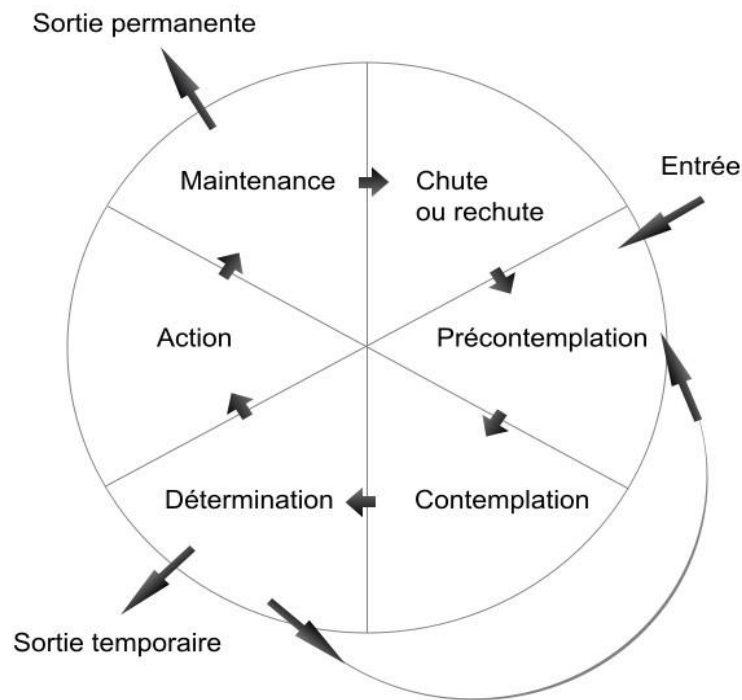 Sortie permanente
Maintenance
Chute
ou rechute
Entrée
Action
Précontemplation
Détermination
Contemplation
Sortie temporaire